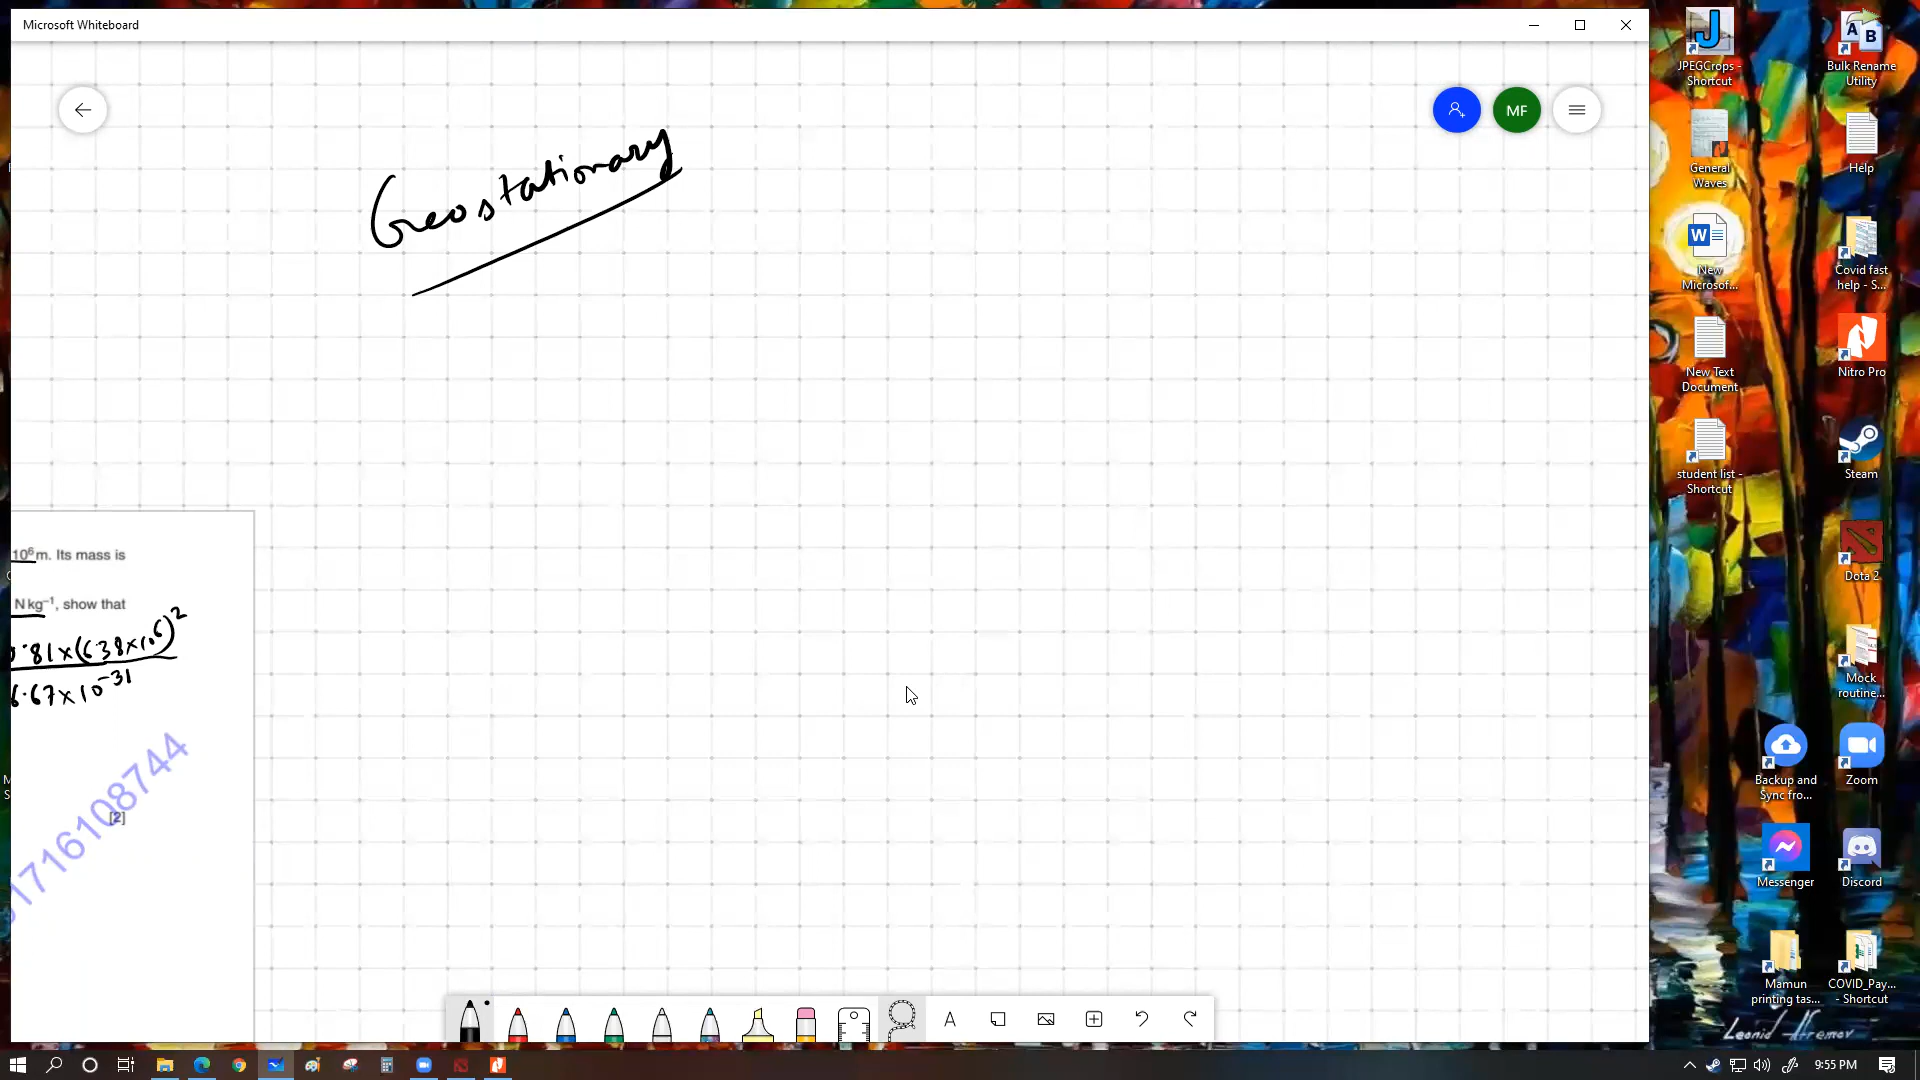 Microsoft Whiteboard
MF
Geostationary
10⁶m. Its mass is
Nkg⁻¹, show that
.81×(6.38×10⁶)²
6.67×10⁻³¹
[2]
1716108744
A
JPEGCrops -
Shortcut
Bulk Rename
Utility
General
Waves
Help
New
Microsof...
Covid fast
help - S...
New Text
Document
Nitro Pro
student list -
Shortcut
Steam
Dota 2
Mock
routine...
Backup and
Sync fro...
Zoom
Messenger
Discord
Mamun
printing tas...
COVID_Pay...
- Shortcut
Leonid Afremov
9:55 PM